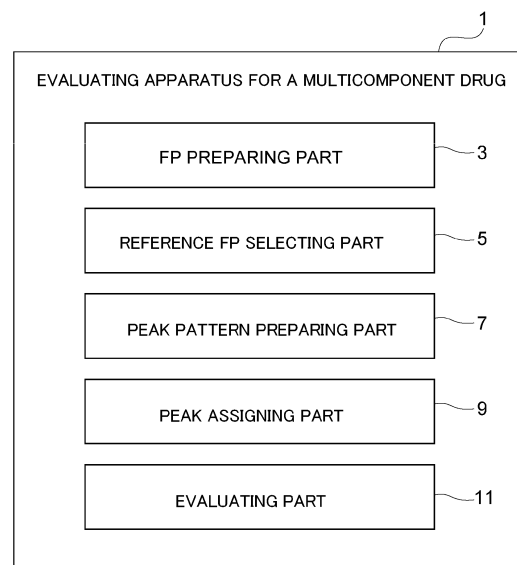 1
EVALUATING APPARATUS FOR A MULTICOMPONENT DRUG
FP PREPARING PART 3
REFERENCE FP SELECTING PART 5
PEAK PATTERN PREPARING PART 7
PEAK ASSIGNING PART 9
EVALUATING PART 11